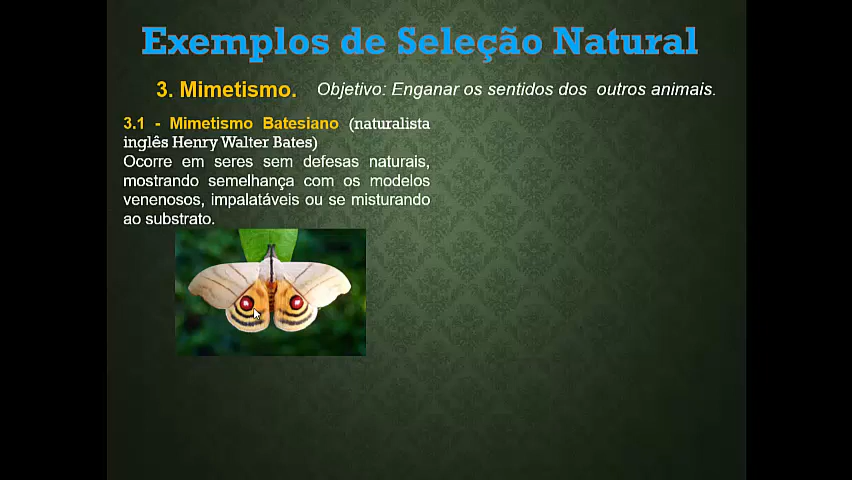 Exemplos de Seleção Natural
3. Mimetismo. Objetivo: Enganar os sentidos dos outros animais.
3.1 - Mimetismo Batesiano (naturalista
inglês Henry Walter Bates)
Ocorre em seres sem defesas naturais,
mostrando semelhança com os modelos
venenosos, impalatáveis ou se misturando
ao substrato.